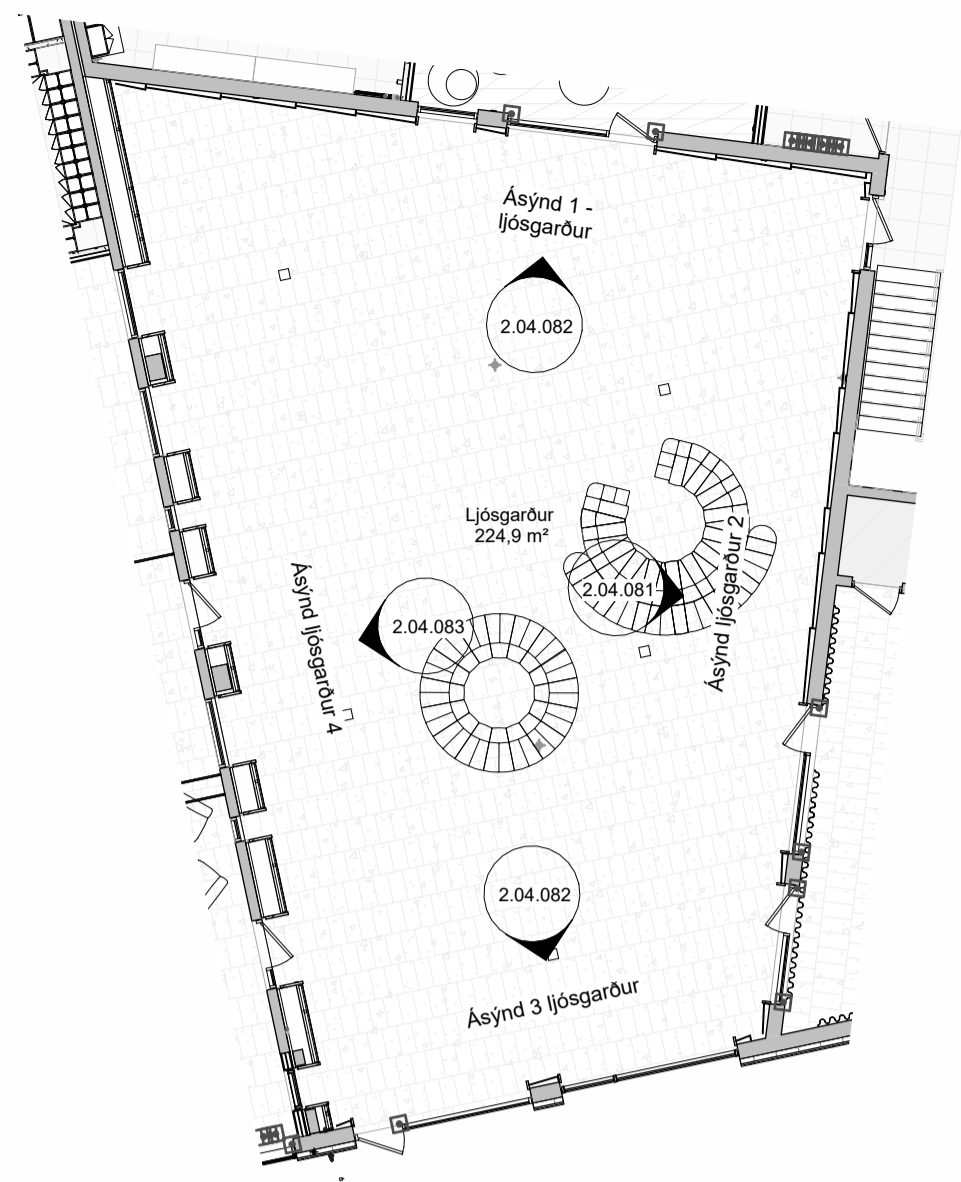 Ásýnd 1 -
ljósgarður
2.04.082
Ljósgarður
224,9 m²
2.04.081
Ásýnd ljósgarður 2
2.04.083
Ásýnd ljósgarður 4
2.04.082
Ásýnd 3 ljósgarður